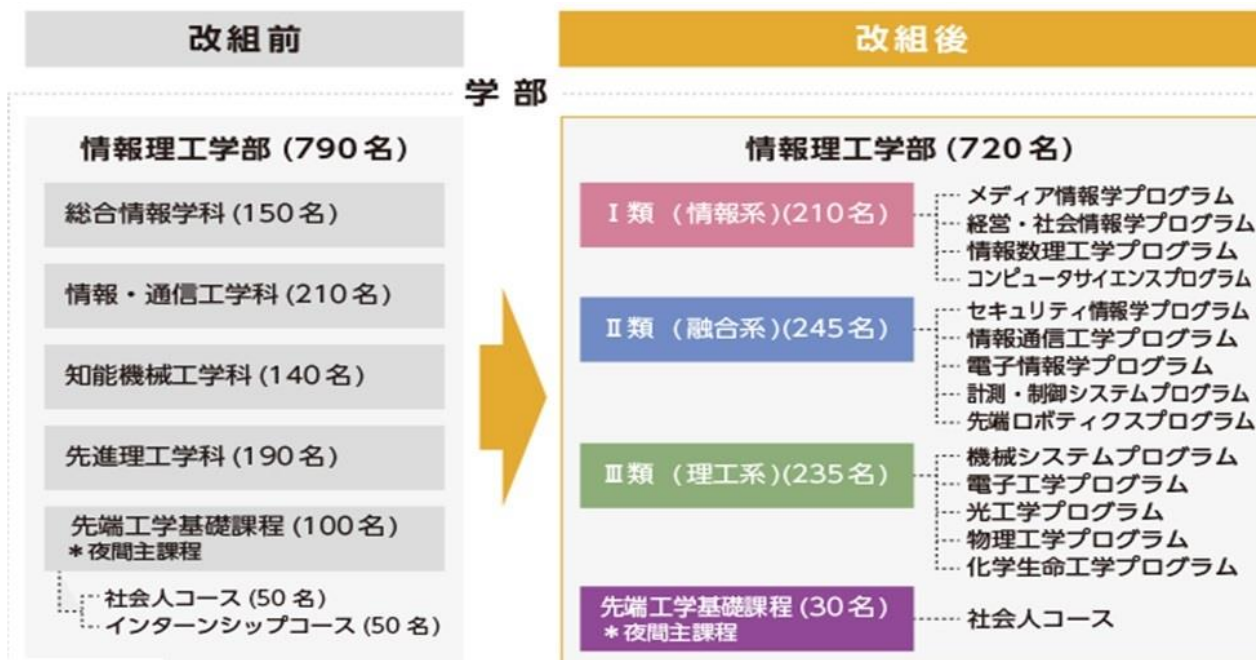 改組前
改組後
学部
情報理工学部 (790名)
総合情報学科 (150名)
情報・通信工学科 (210名)
知能機械工学科 (140名)
先進理工学科 (190名)
先端工学基礎課程 (100名)
*夜間主課程
社会人コース (50名)
インターンシップコース (50名)
情報理工学部 (720名)
Ⅰ類 (情報系)(210名)
メディア情報学プログラム
経営・社会情報学プログラム
情報数理工学プログラム
コンピュータサイエンスプログラム
Ⅱ類 (融合系)(245名)
セキュリティ情報学プログラム
情報通信工学プログラム
電子情報学プログラム
計測・制御システムプログラム
先端ロボティクスプログラム
Ⅲ類 (理工系)(235名)
機械システムプログラム
電子工学プログラム
光工学プログラム
物理工学プログラム
化学生命工学プログラム
先端工学基礎課程 (30名)
*夜間主課程
社会人コース